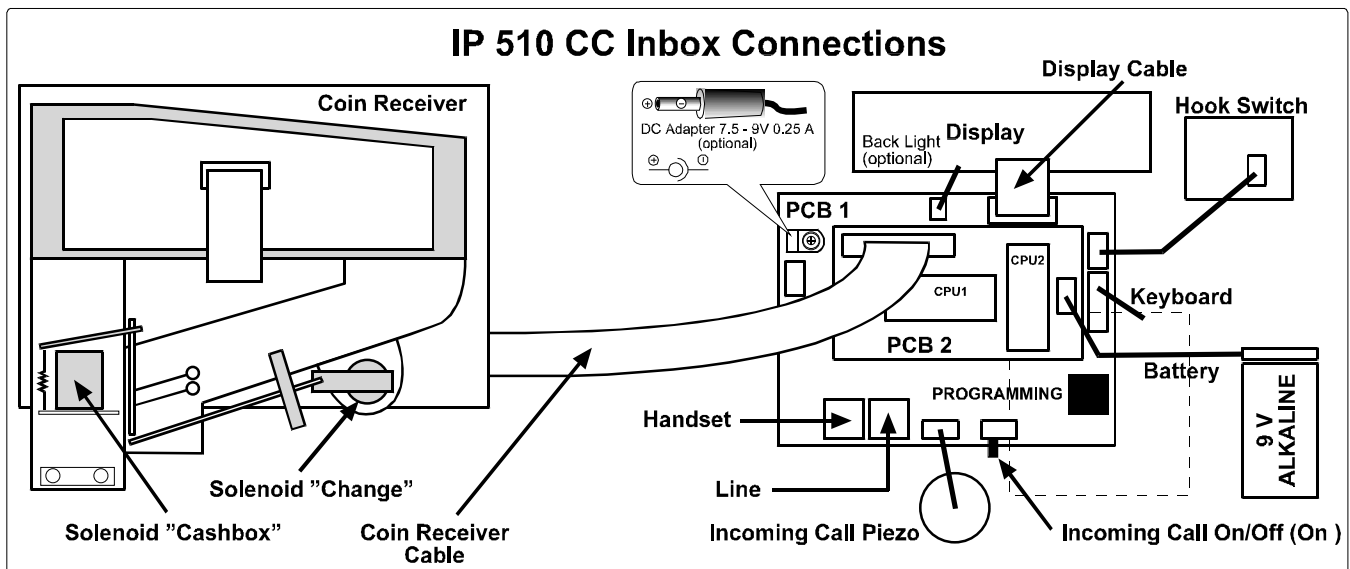 IP 510 CC Inbox Connections
Coin Receiver
DC Adapter 7.5 - 9V 0.25 A
(optional)
Display Cable
Hook Switch
Back Light
(optional)
Display
PCB 1
CPU2
CPU1
PCB 2
Keyboard
Battery
PROGRAMMING
9 V
ALKALINE
Handset
Line
Solenoid ”Change”
Solenoid ”Cashbox”
Coin Receiver
Cable
Incoming Call Piezo
Incoming Call On/Off (On )